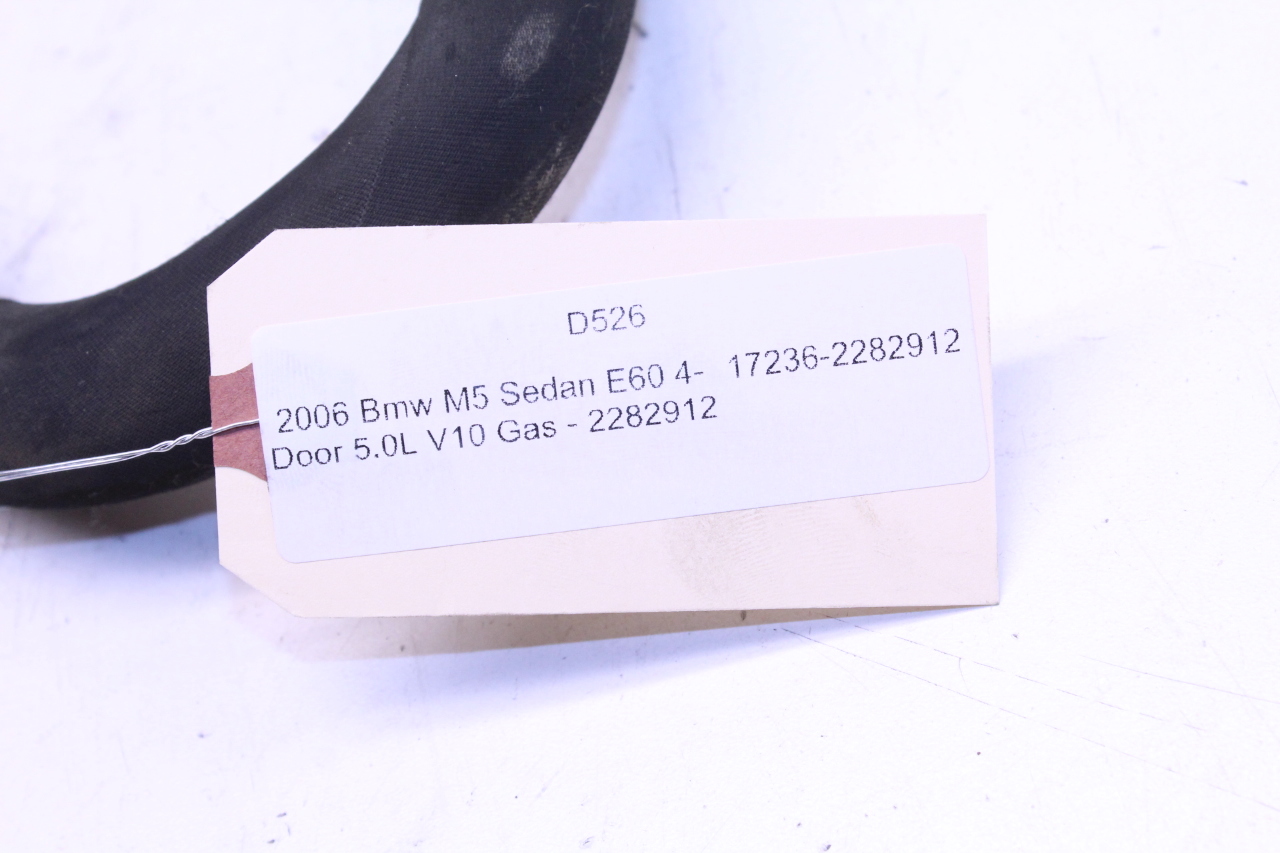 D526
2006 Bmw M5 Sedan E60 4- 17236-2282912
Door 5.0L V10 Gas - 2282912